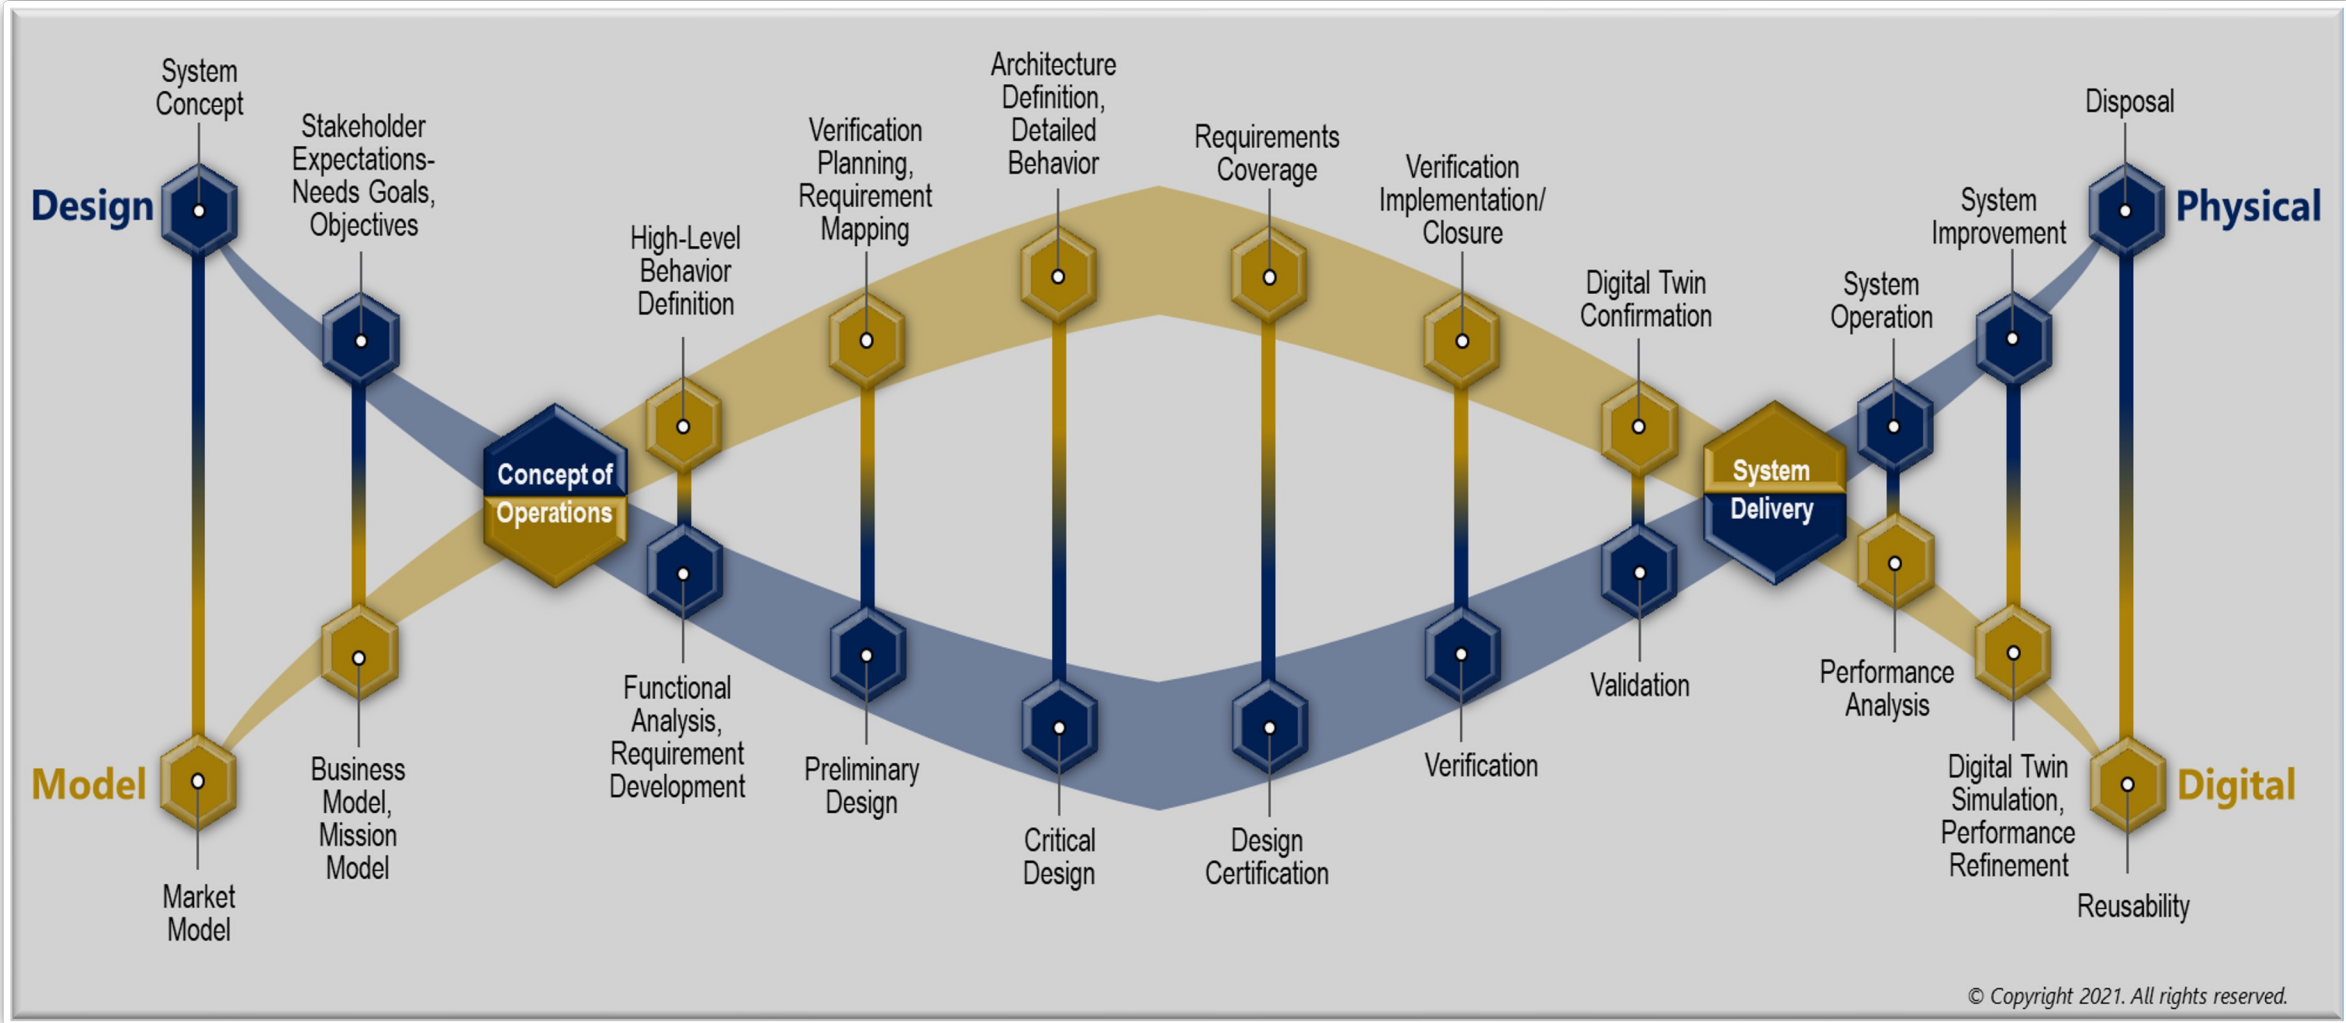 System
Concept
Design
Stakeholder
Expectations-
Needs Goals,
Objectives
High-Level
Behavior
Definition
Verification
Planning,
Requirement
Mapping
Architecture
Definition,
Detailed
Behavior
Requirements
Coverage
Verification
Implementation/
Closure
Digital Twin
Confirmation
System
Operation
System
Improvement
Disposal
Physical
Concept of
Operations
System
Delivery
Model
Market
Model
Business
Model,
Mission
Model
Functional
Analysis,
Requirement
Development
Preliminary
Design
Critical
Design
Design
Certification
Verification
Validation
Performance
Analysis
Digital Twin
Simulation,
Performance
Refinement
Digital
Reusability
© Copyright 2021. All rights reserved.